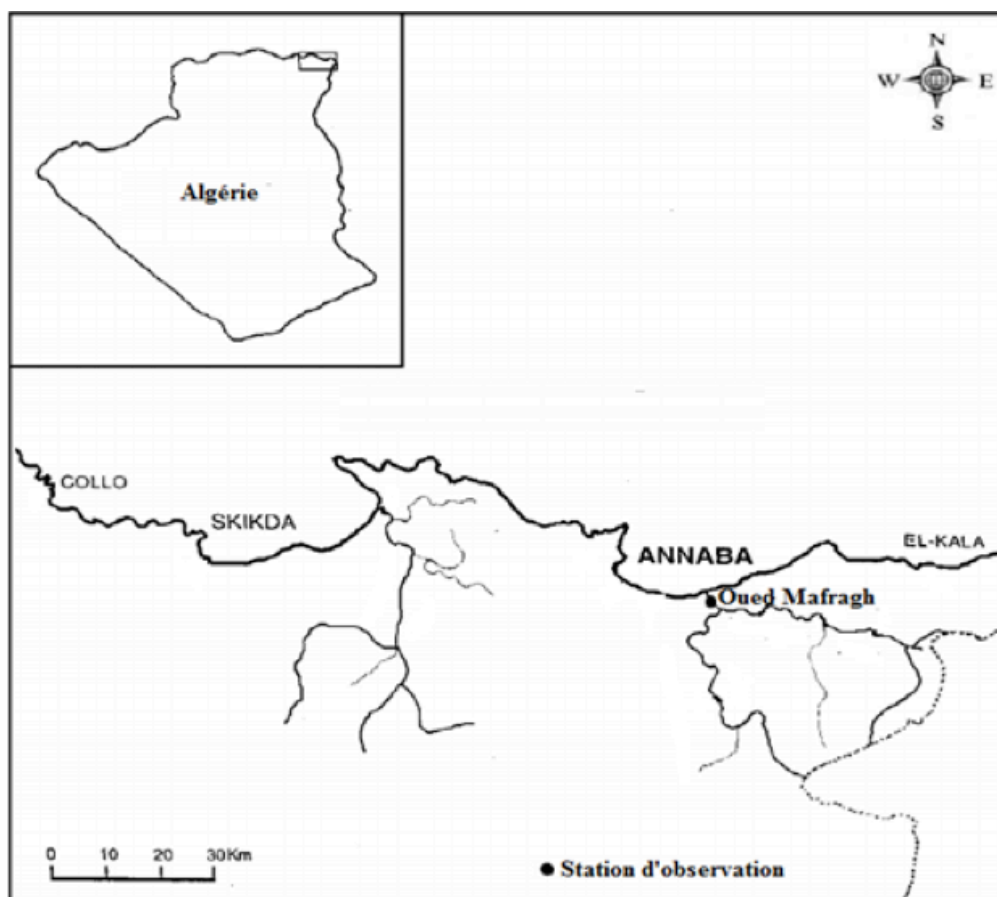 N
W E
S
Algérie
COLLO
SKIKDA
ANNABA
EL-KALA
Oued Mafragh
0 10 20 30Km
Station d'observation